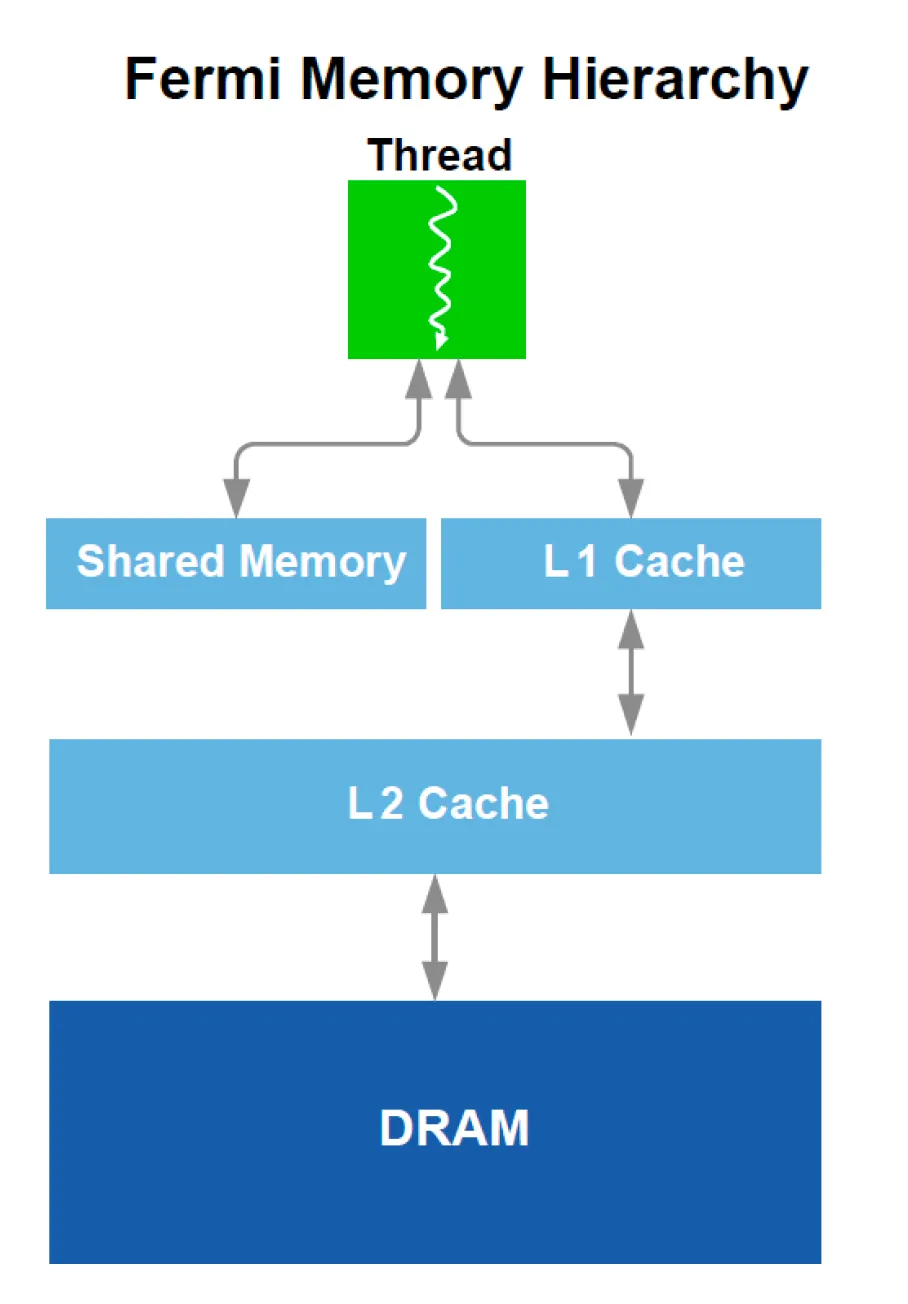 Fermi Memory Hierarchy
Thread
Shared Memory
L1 Cache
L2 Cache
DRAM